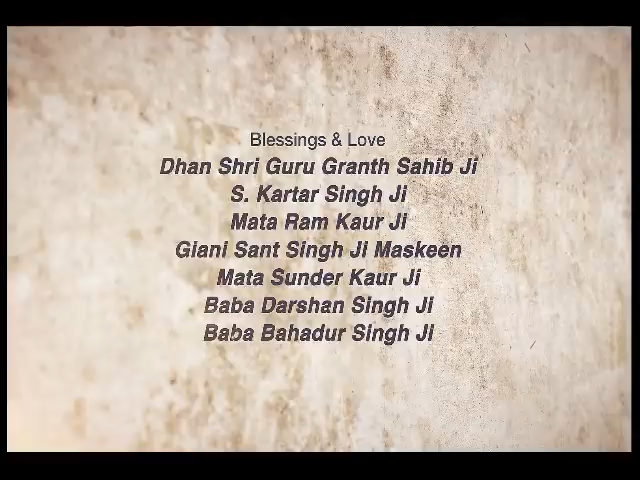 Blessings & Love
Dhan Shri Guru Granth Sahib Ji
S. Kartar Singh Ji
Mata Ram Kaur Ji
Giani Sant Singh Ji Maskeen
Mata Sunder Kaur Ji
Baba Darshan Singh Ji
Baba Bahadur Singh Ji